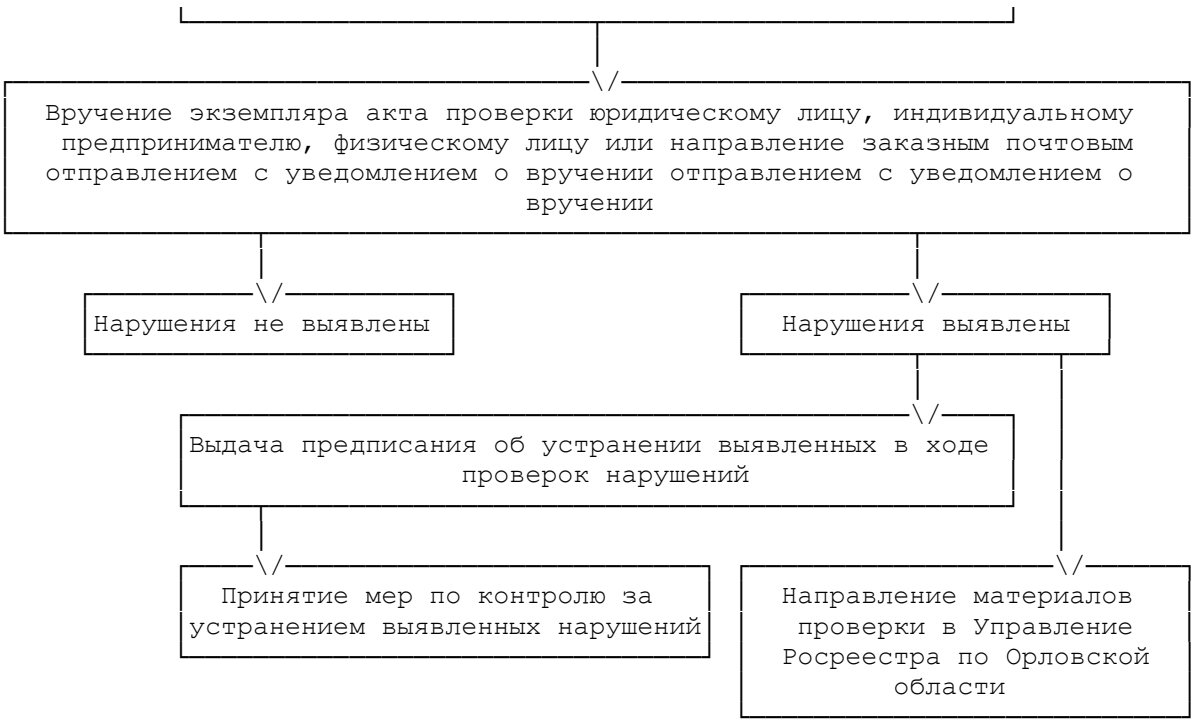 Вручение экземпляра акта проверки юридическому лицу, индивидуальному
предпринимателю, физическому лицу или направление заказным почтовым
отправлением с уведомлением о вручении отправлением с уведомлением о
вручении
Нарушения не выявлены
Нарушения выявлены
Выдача предписания об устранении выявленных в ходе
проверок нарушений
Принятие мер по контролю за
устранением выявленных нарушений
Направление материалов
проверки в Управление
Росреестра по Орловской
области